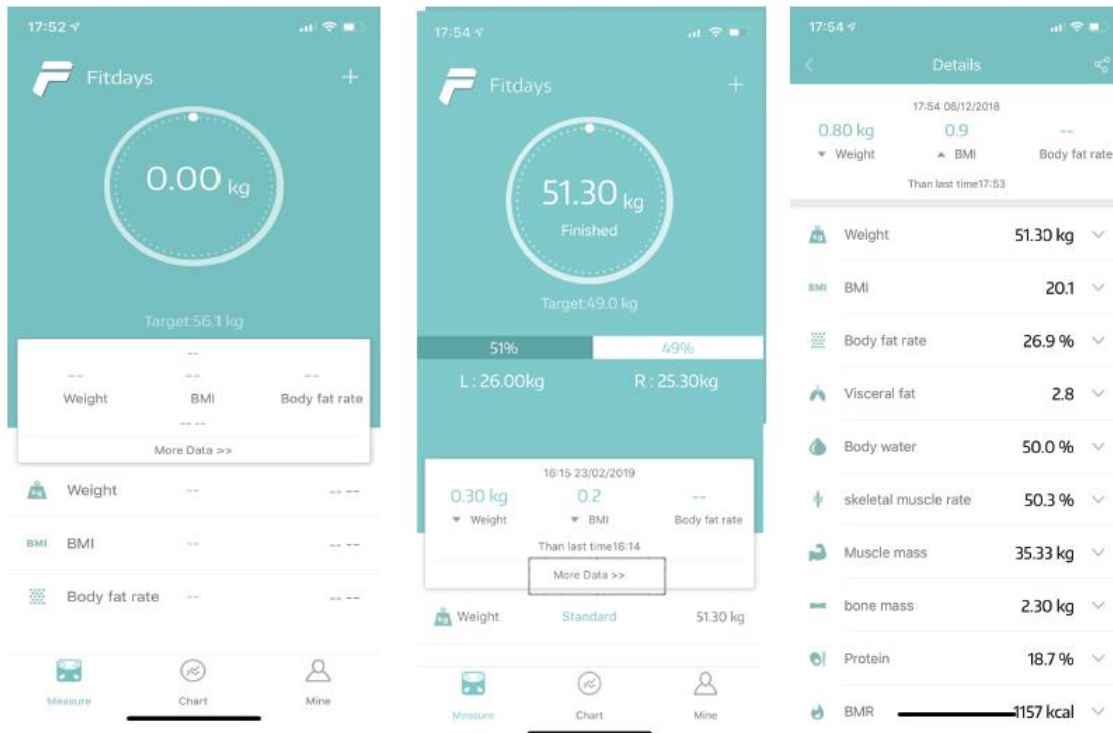 17:52
Fitdays
+
0.00 kg
Target:56.1 kg
--
-- -- --
Weight BMI Body fat rate
-- --
More Data >>
Weight -- -- --
BMI BMI -- -- --
Body fat rate -- -- --
Measure Chart Mine
17:54
Fitdays
+
51.30 kg
Finished
Target:49.0 kg
51% 49%
L : 26.00kg R : 25.30kg
16:15 23/02/2019
0.30 kg 0.2 --
Weight BMI Body fat rate
Than last time16:14
More Data >>
Weight Standard 51.30 kg
Measure Chart Mine
17:54
Details
17:54 06/12/2018
0.80 kg 0.9 --
Weight BMI Body fat rate
Than last time17:53
Weight 51.30 kg
BMI BMI 20.1
Body fat rate 26.9 %
Visceral fat 2.8
Body water 50.0 %
skeletal muscle rate 50.3 %
Muscle mass 35.33 kg
bone mass 2.30 kg
Protein 18.7 %
BMR 1157 kcal